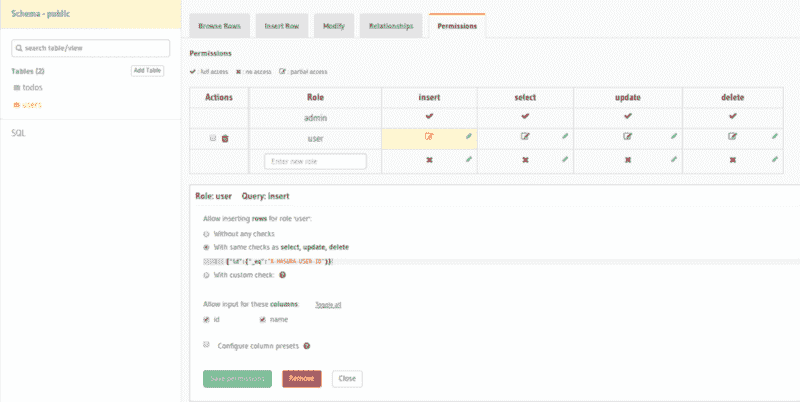 Schema - public
search table/view
Tables (2) Add Table
todos
users
SQL
Browse Rows Insert Row Modify Relationships Permissions
Permissions
: full access : no access : partial access
Actions Role insert select update delete
admin
user
Enter new role
Role: user Query: insert
Allow inserting rows for role 'user':
Without any checks
With same checks as select, update, delete
{"id":{"_eq":"X-HASURA-USER-ID"}}
With custom check:
Allow input for these columns Toggle all
id name
Configure column presets
Save permissions Remove Close